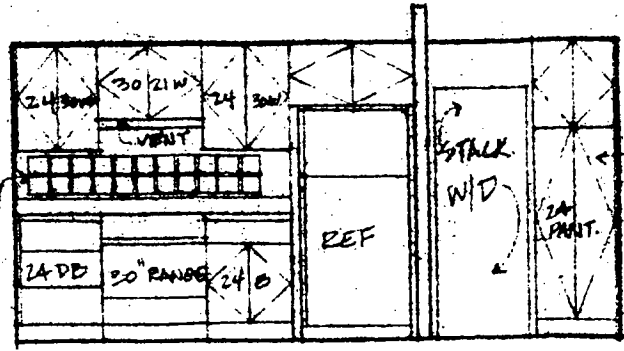 24 30W
30 21W
24 30W
VENT
STACK
W/D
REF
24
PANT.
24 DB
30" RANGE
24 B